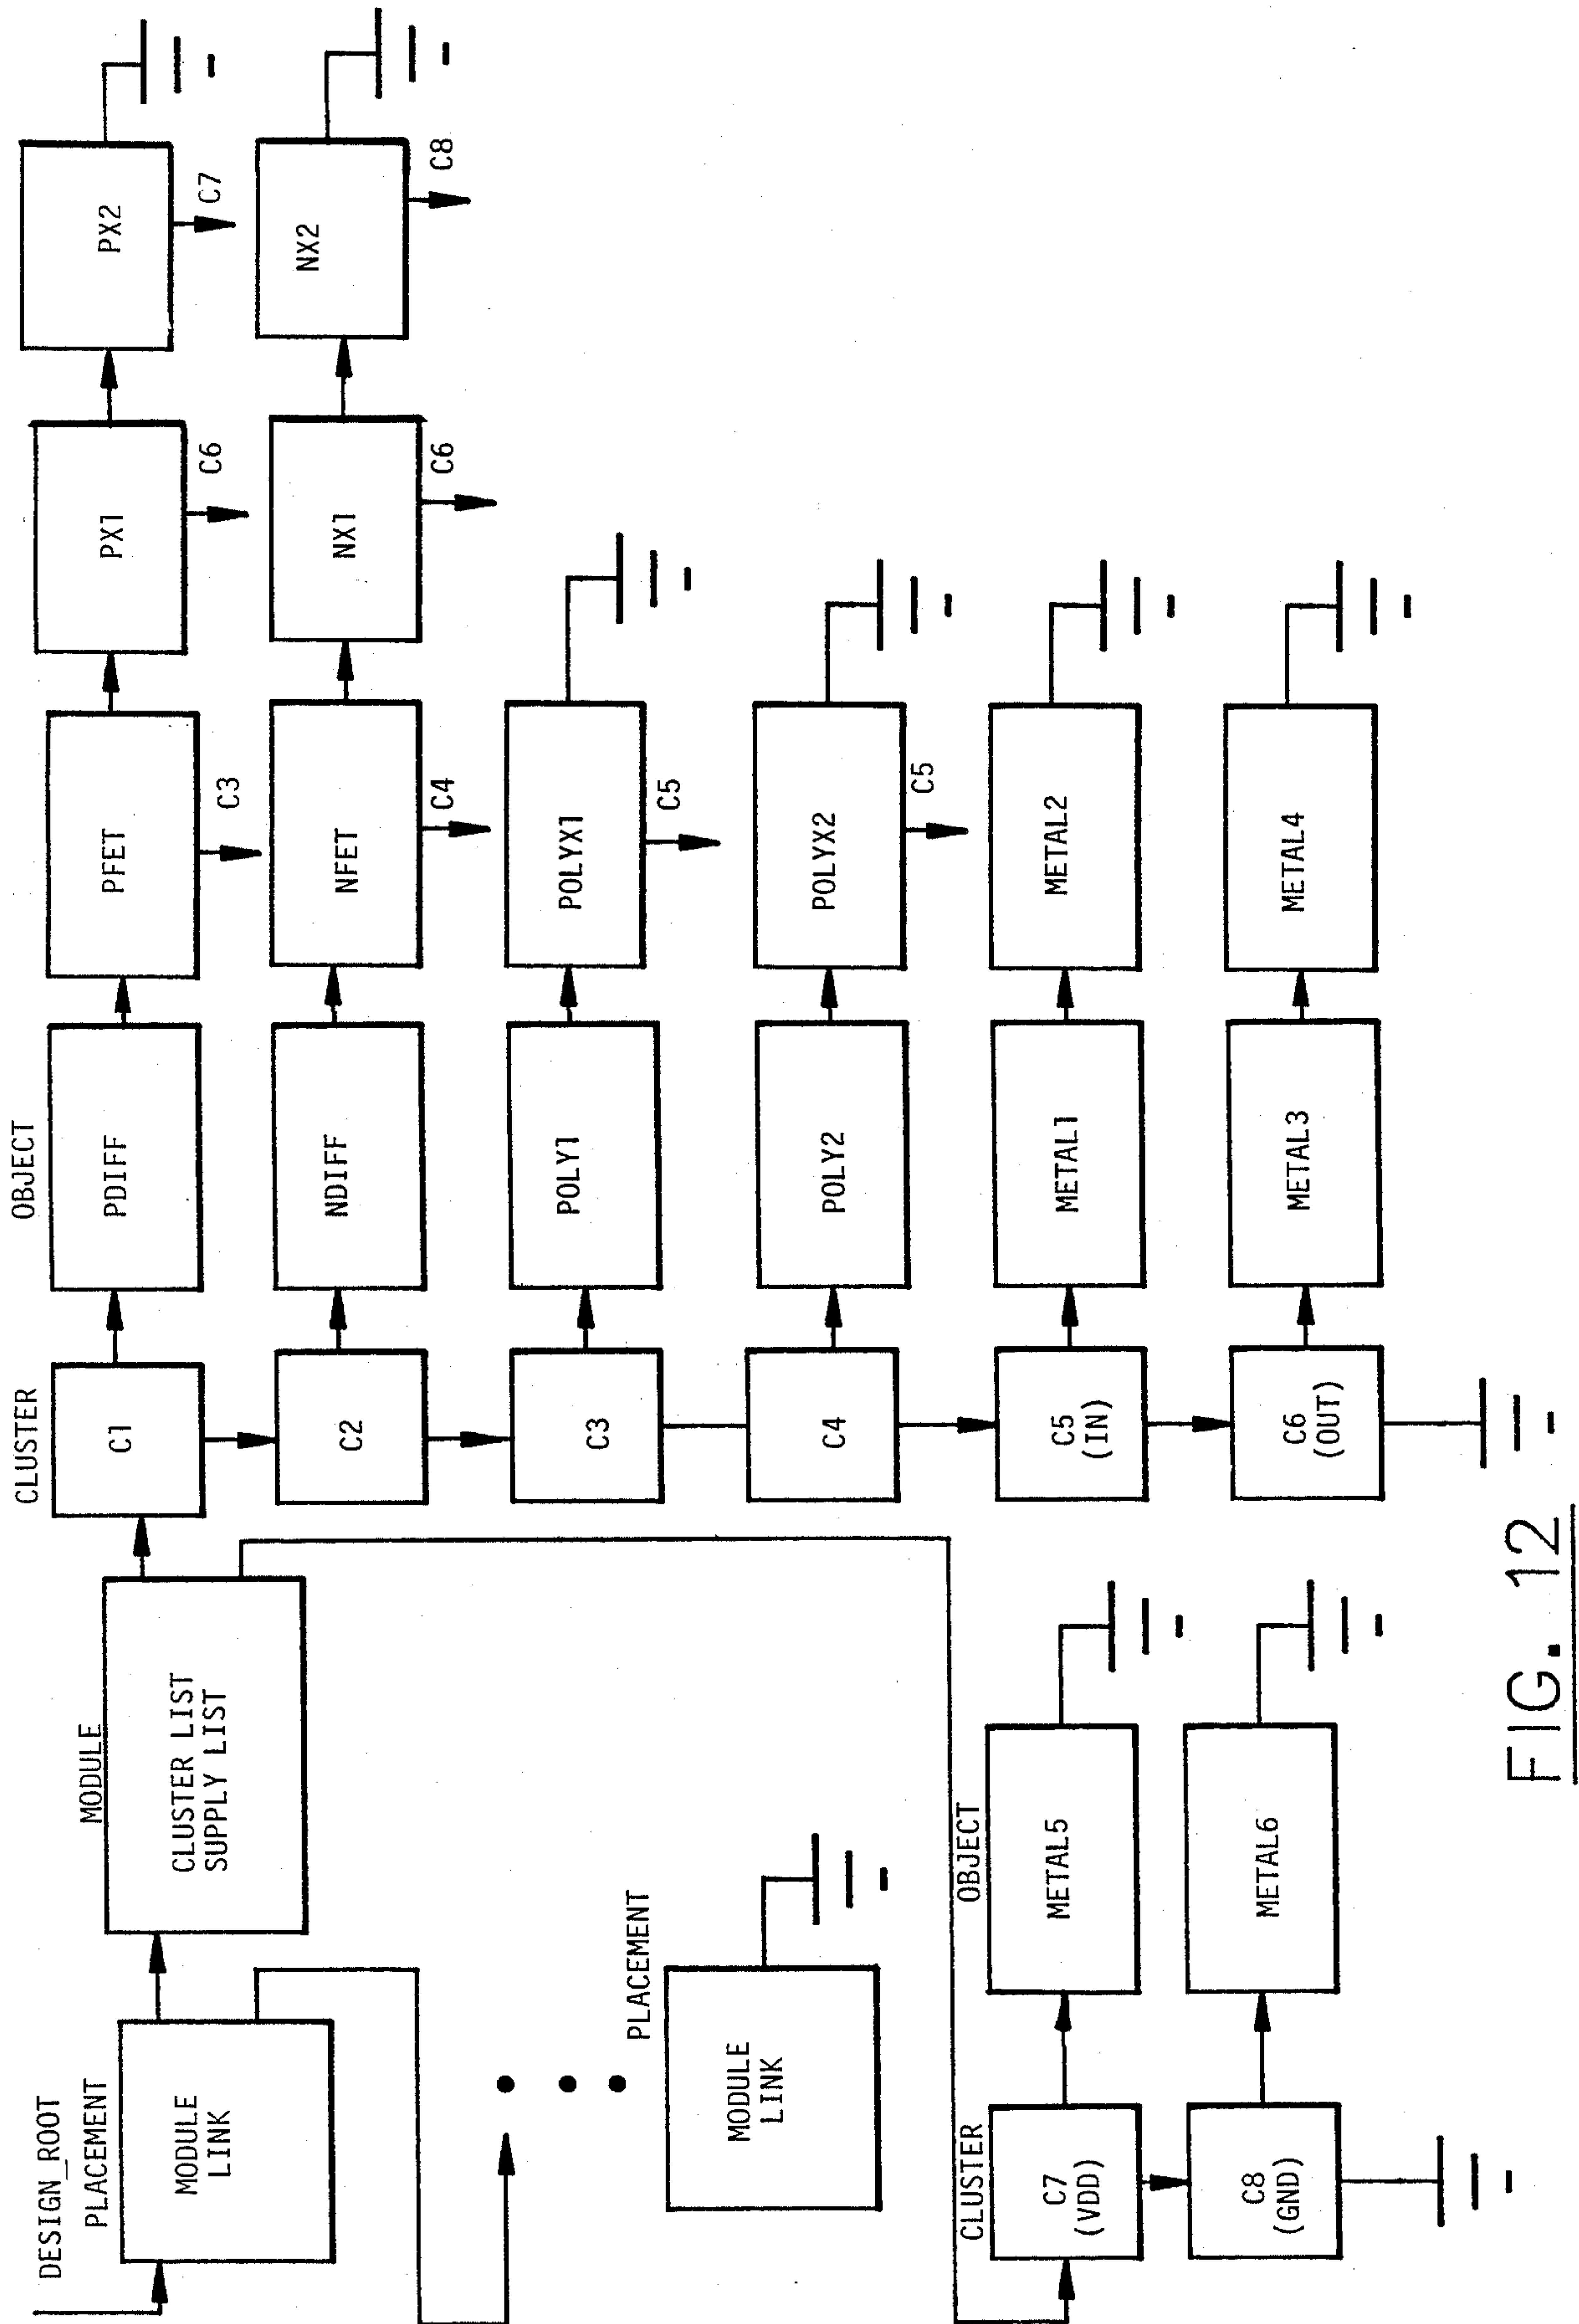 DESIGN_ROOT
PLACEMENT
MODULE
LINK
MODULE
CLUSTER LIST
SUPPLY LIST
CLUSTER
OBJECT
C1
PDIFF
PFET
C3
PX1
C6
PX2
C7
C2
NDIFF
NFET
C4
NX1
C6
NX2
C8
C3
POLY1
POLYX1
C5
C4
POLY2
POLYX2
C5
C5
(IN)
METAL1
METAL2
C6
(OUT)
METAL3
METAL4
PLACEMENT
MODULE
LINK
CLUSTER
OBJECT
C7
(VDD)
METAL5
C8
(GND)
METAL6
FIG. 12